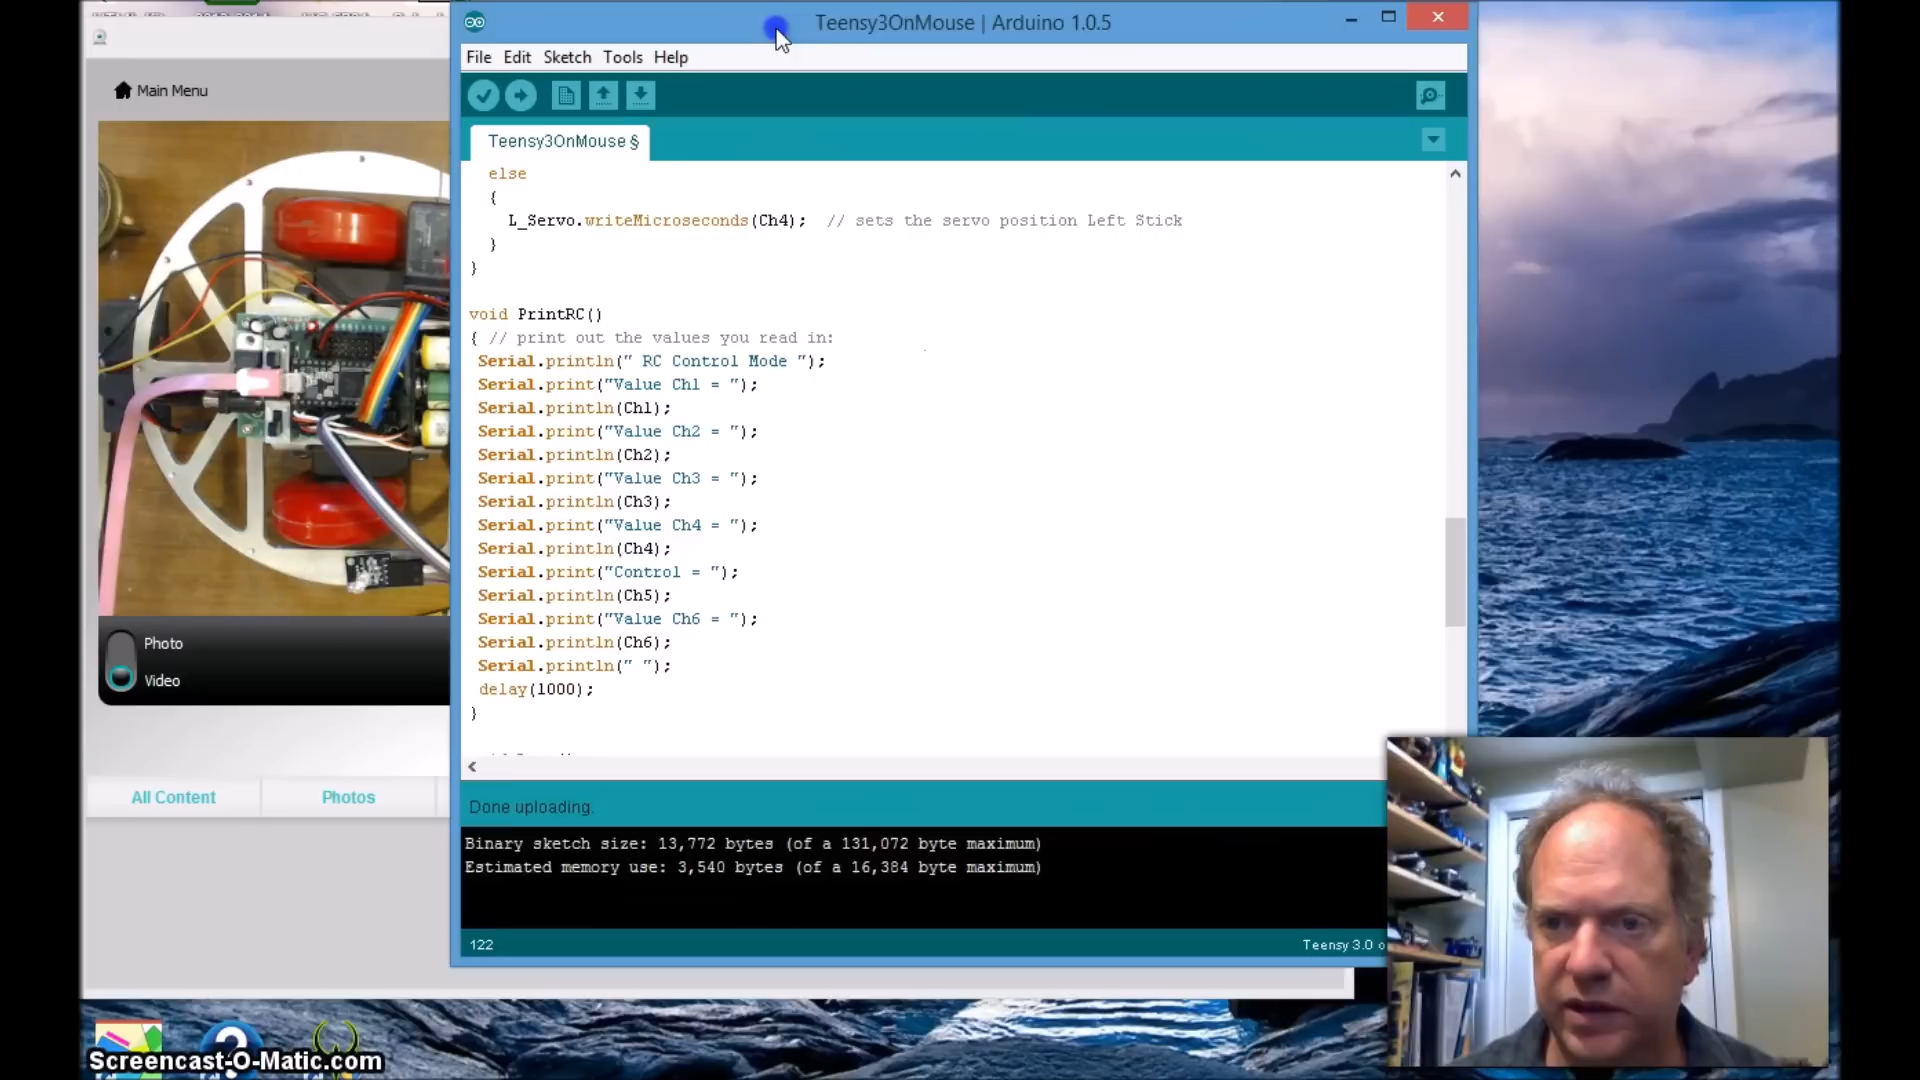 Teensy3OnMouse | Arduino 1.0.5
File Edit Sketch Tools Help
Main Menu
Teensy3OnMouse §
else
{
L_Servo.writeMicroseconds(Ch4); // sets the servo position Left Stick
}
}
void PrintRC()
{ // print out the values you read in:
Serial.println(" RC Control Mode ");
Serial.print("Value Ch1 = ");
Serial.println(Ch1);
Serial.print("Value Ch2 = ");
Serial.println(Ch2);
Serial.print("Value Ch3 = ");
Serial.println(Ch3);
Serial.print("Value Ch4 = ");
Serial.println(Ch4);
Serial.print("Control = ");
Serial.println(Ch5);
Serial.print("Value Ch6 = ");
Serial.println(Ch6);
Serial.println(" ");
delay(1000);
}
Photo
Video
All Content Photos
Done uploading.
Binary sketch size: 13,772 bytes (of a 131,072 byte maximum)
Estimated memory use: 3,540 bytes (of a 16,384 byte maximum)
122
Teensy 3.0 o
Screencast-O-Matic.com